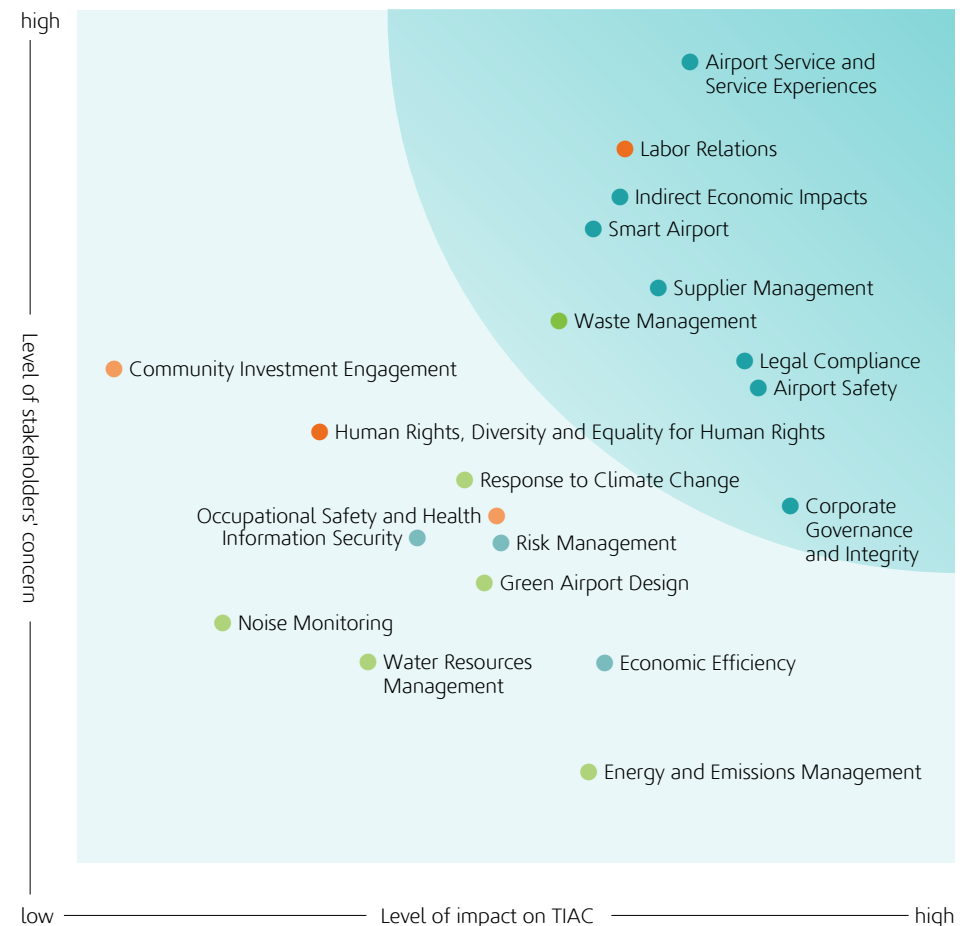 high
Airport Service and
Service Experiences
Labor Relations
Indirect Economic Impacts
Smart Airport
Supplier Management
Waste Management
Legal Compliance
Community Investment Engagement
Airport Safety
Human Rights, Diversity and Equality for Human Rights
Response to Climate Change
Corporate
Governance
and Integrity
Occupational Safety and Health
Information Security
Risk Management
Green Airport Design
Noise Monitoring
Water Resources
Management
Economic Efficiency
Energy and Emissions Management
Level of stakeholders' concern
low
Level of impact on TIAC
high